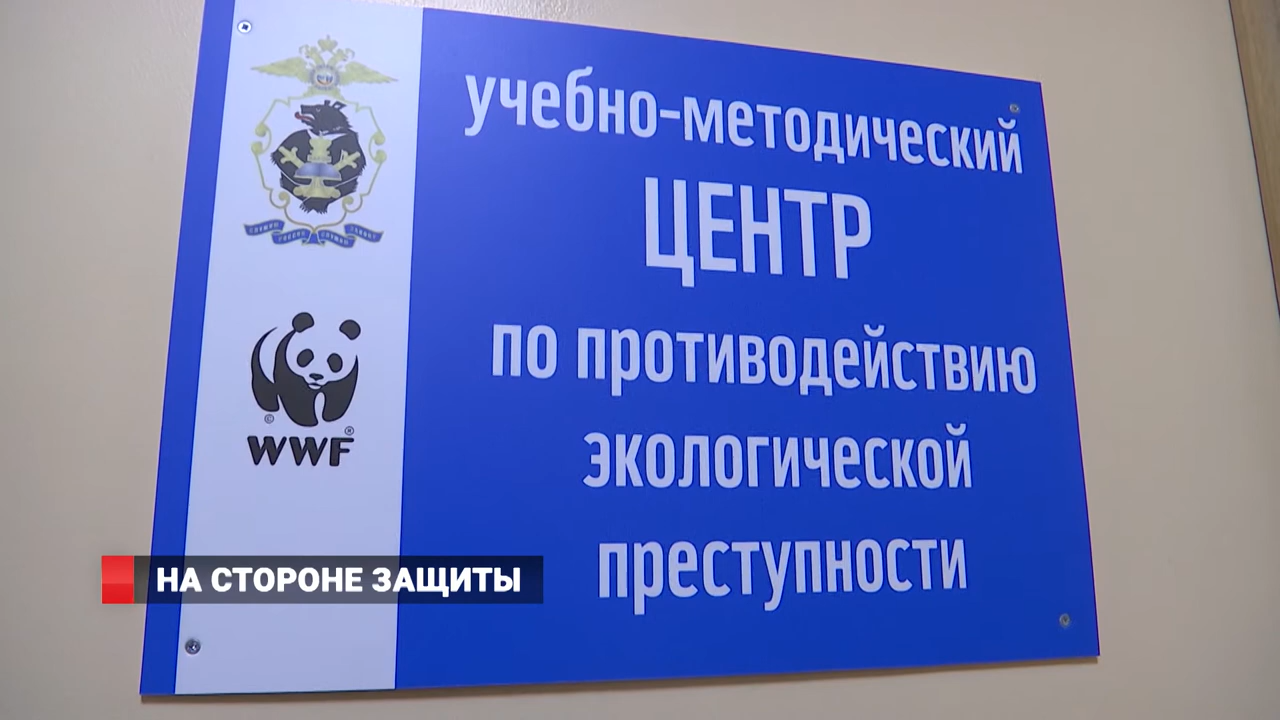 учебно-методический
ЦЕНТР
по противодействию
экологической
преступности
WWF
НА СТОРОНЕ ЗАЩИТЫ